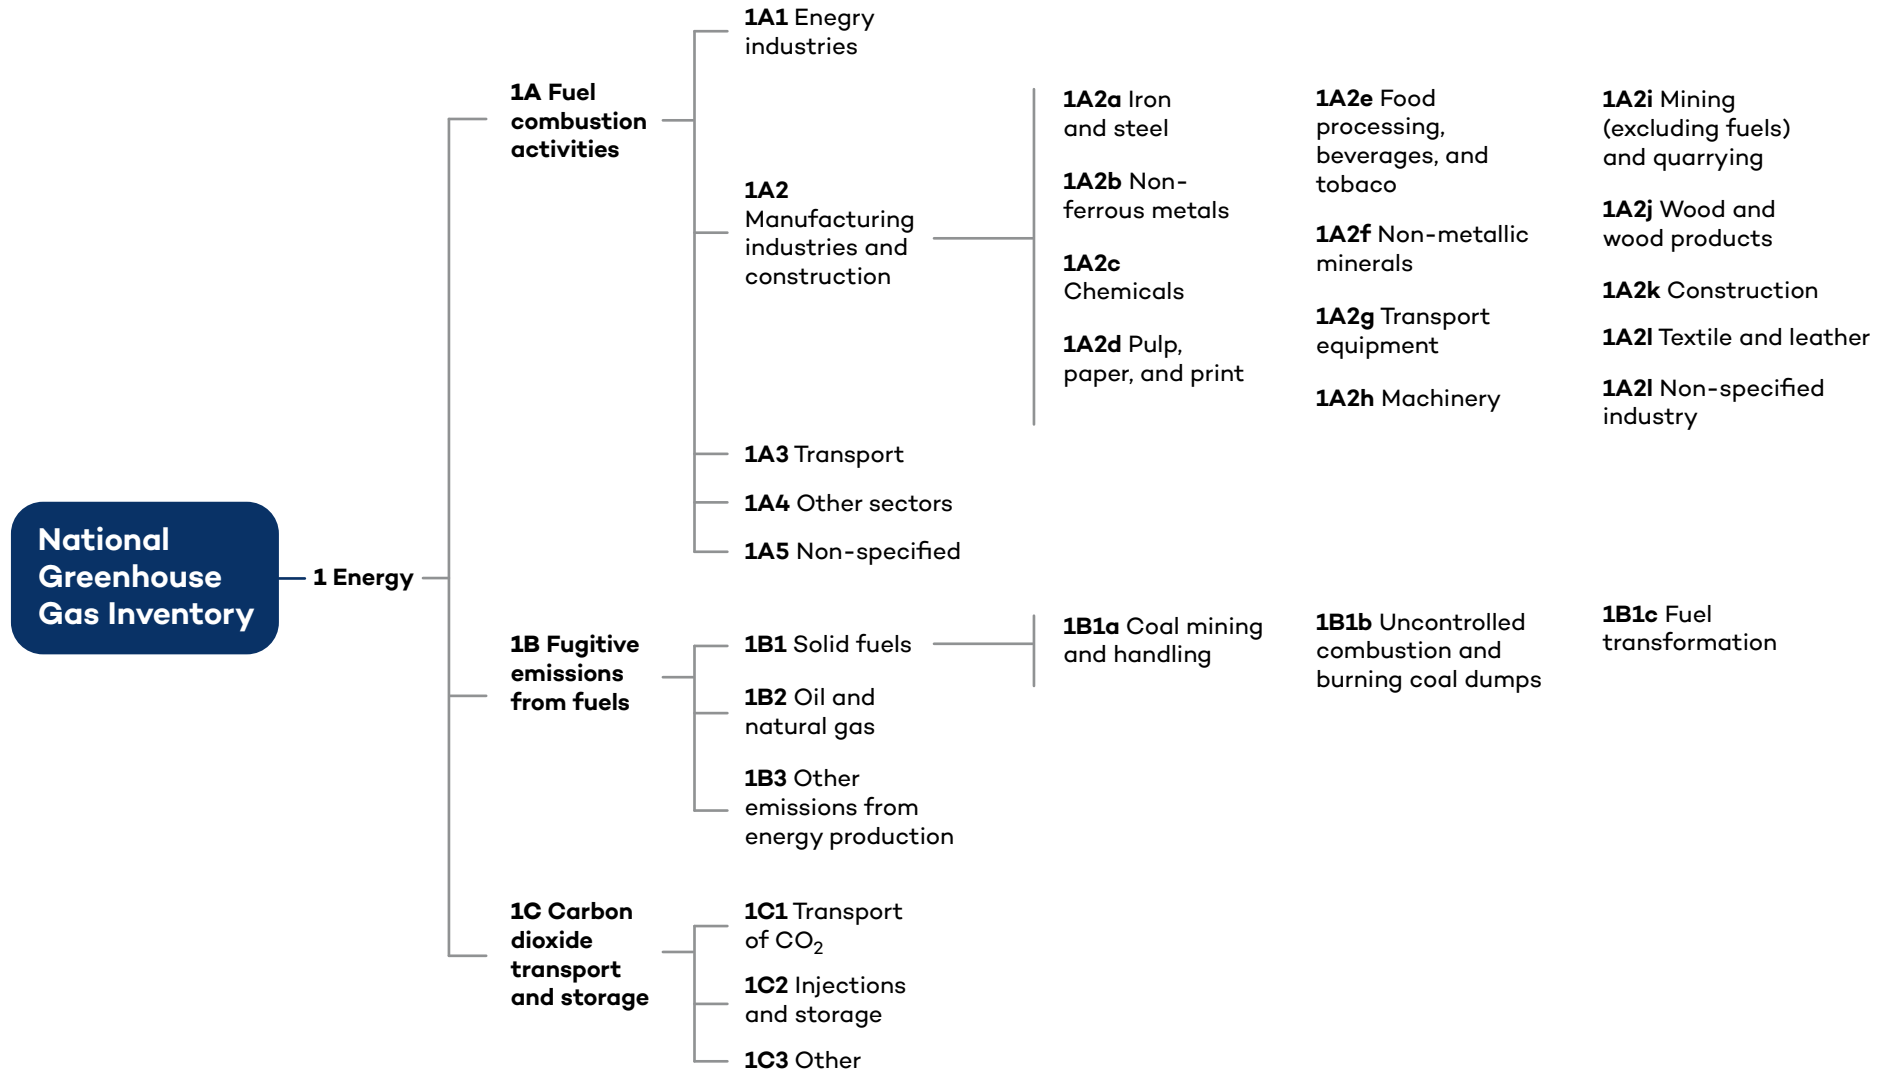 National
Greenhouse
Gas Inventory
1 Energy
1A Fuel
combustion
activities
1A1 Enegry
industries
1A2
Manufacturing
industries and
construction
1A2a Iron
and steel
1A2b Non-
ferrous metals
1A2c
Chemicals
1A2d Pulp,
paper, and print
1A2e Food
processing,
beverages, and
tobacco
1A2f Non-metallic
minerals
1A2g Transport
equipment
1A2h Machinery
1A2i Mining
(excluding fuels)
and quarrying
1A2j Wood and
wood products
1A2k Construction
1A2l Textile and leather
1A2l Non-specified
industry
1A3 Transport
1A4 Other sectors
1A5 Non-specified
1B Fugitive
emissions
from fuels
1B1 Solid fuels
1B1a Coal mining
and handling
1B1b Uncontrolled
combustion and
burning coal dumps
1B1c Fuel
transformation
1B2 Oil and
natural gas
1B3 Other
emissions from
energy production
1C Carbon
dioxide
transport
and storage
1C1 Transport
of CO₂
1C2 Injections
and storage
1C3 Other